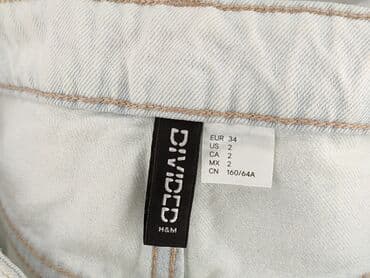 DIVIDED
H&M
EUR 34
US 2
CA 2
MX 2
CN 160/64A